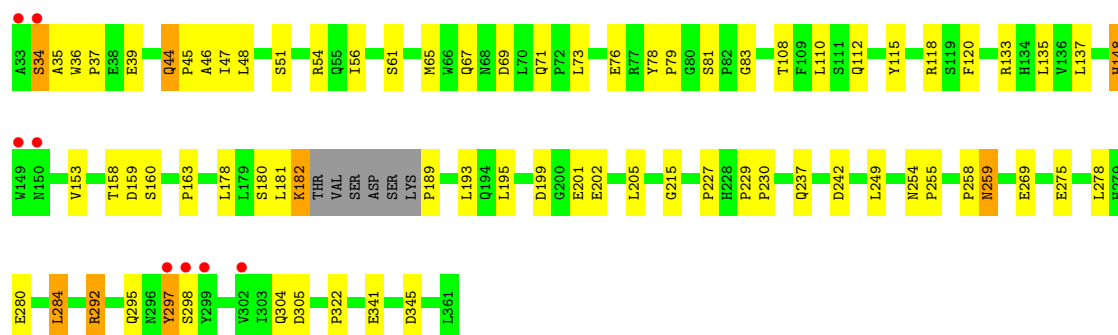 A33 S34 A35 W36 P37 E38 E39 Q44 P45 A46 I47 L48 S51 R54 Q55 I56 S61 M65 W66 Q67 N68 D69 L70 Q71 P72 L73 E76 R77 Y78 P79 G80 S81 P82 G83 T108 F109 L110 S111 Q112 Y115 R118 S119 F120 R133 H134 L135 V136 L137
W149 N150 V153 T158 D159 S160 P163 L178 L179 S180 L181 K182 THR VAL SER ASP SER LYS P189 L193 Q194 L195 D199 G200 E201 E202 L205 G215 P227 H228 P229 P230 Q237 D242 L249 N254 P255 P258 N259 E269 E275 L278
E280 L284 R292 Q295 N296 Y297 S298 Y299 V302 I303 Q304 D305 P322 E341 D345 L361